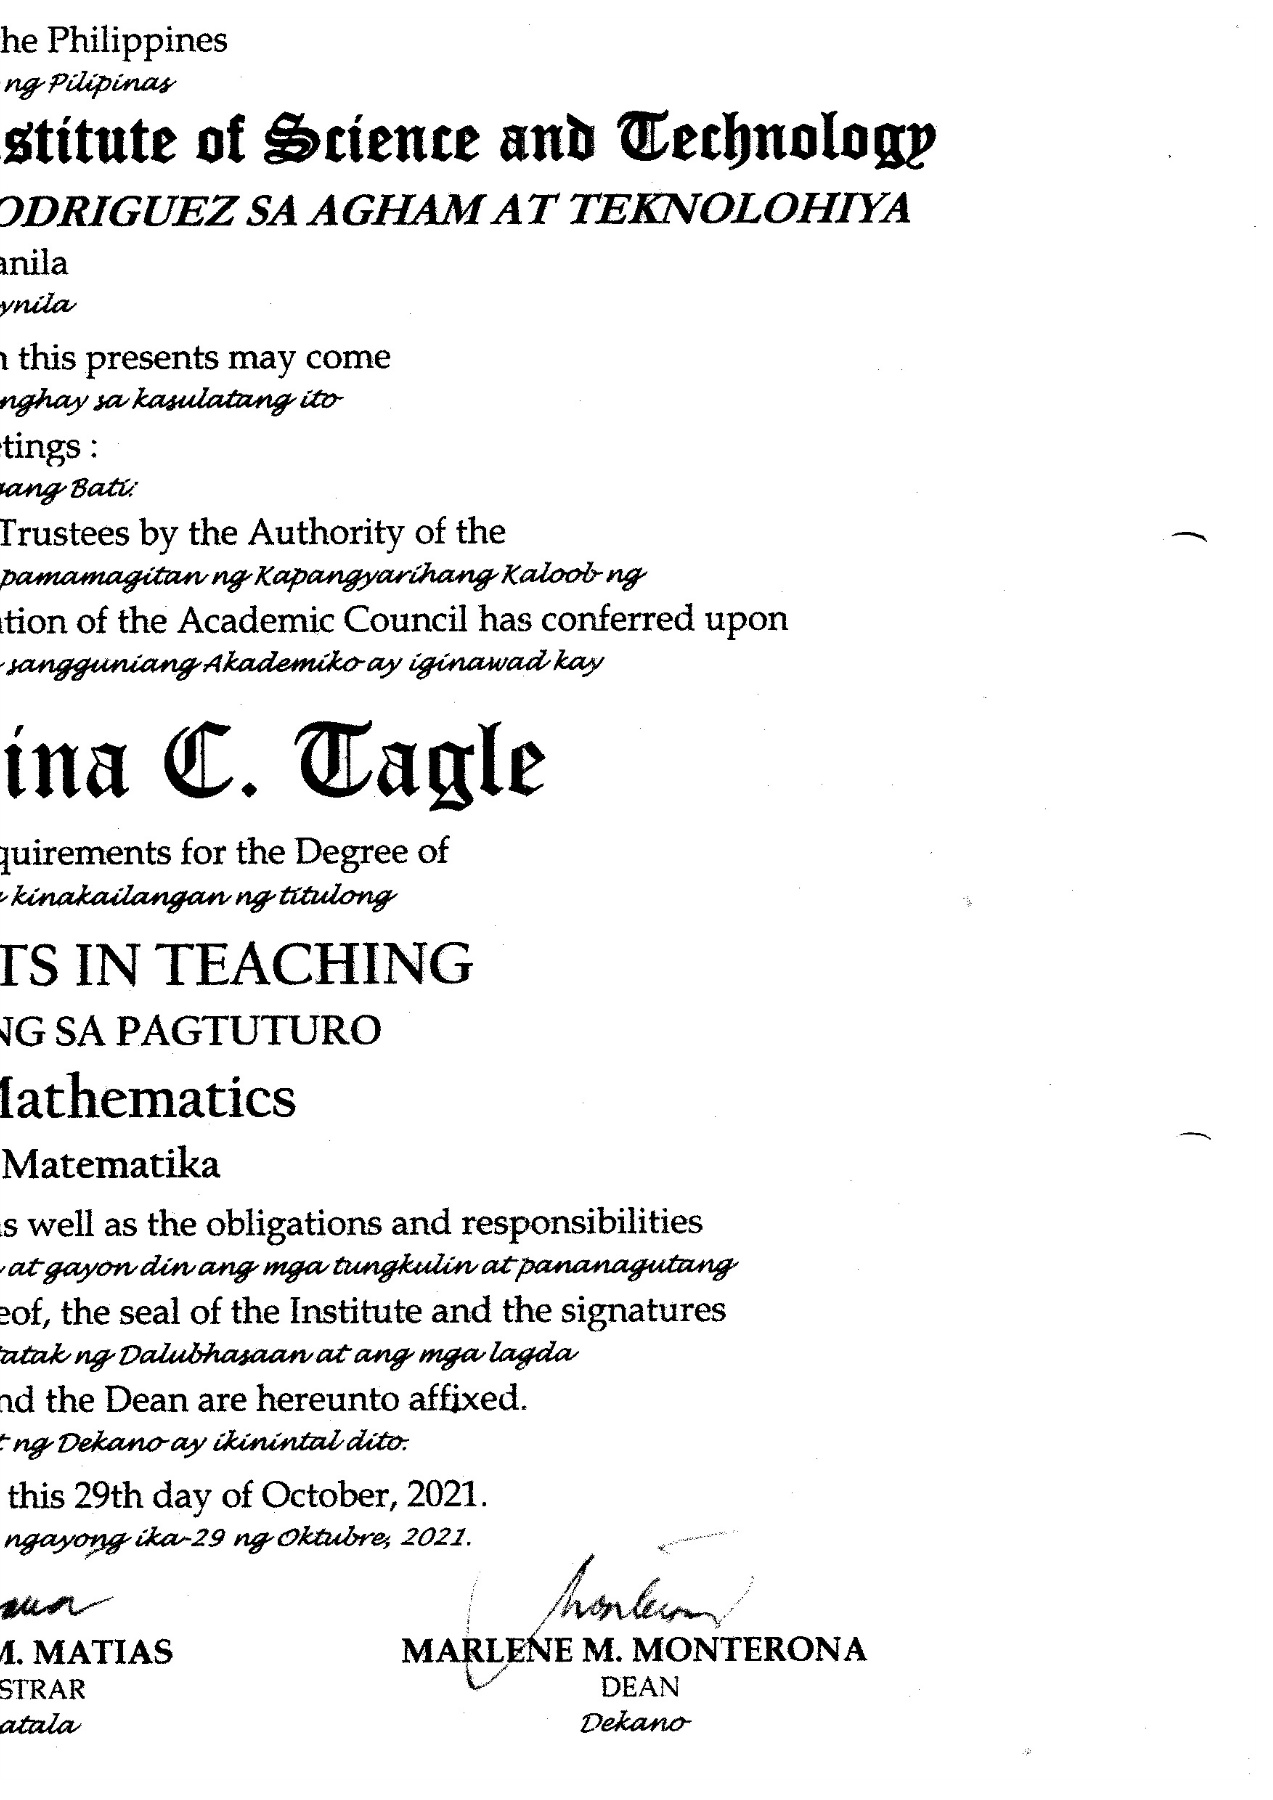 he Philippines
ng Pilipinas
stitute of Science and Technology
ODRIGUEZ SA AGHAM AT TEKNOLOHIYA
anila
ynila
n this presents may come
nghay sa kasulatang ito
tings :
sang Bati:
Trustees by the Authority of the
pamamagitan ng Kapangyarihang Kaloob ng
tion of the Academic Council has conferred upon
sangguniang Akademiko ay iginawad kay
ina C. Tagle
quirements for the Degree of
kinakailangan ng titulong
TS IN TEACHING
NG SA PAGTUTURO
Mathematics
Matematika
s well as the obligations and responsibilities
at gayon din ang mga tungkulin at pananagutang
eof, the seal of the Institute and the signatures
tatak ng Dalubhasaan at ang mga lagda
nd the Dean are hereunto affixed.
t ng Dekano ay ikinintal dito.
this 29th day of October, 2021.
ngayong ika-29 ng Oktubre, 2021.
M. MATIAS MARLENE M. MONTERONA
STRAR DEAN
atala Dekano